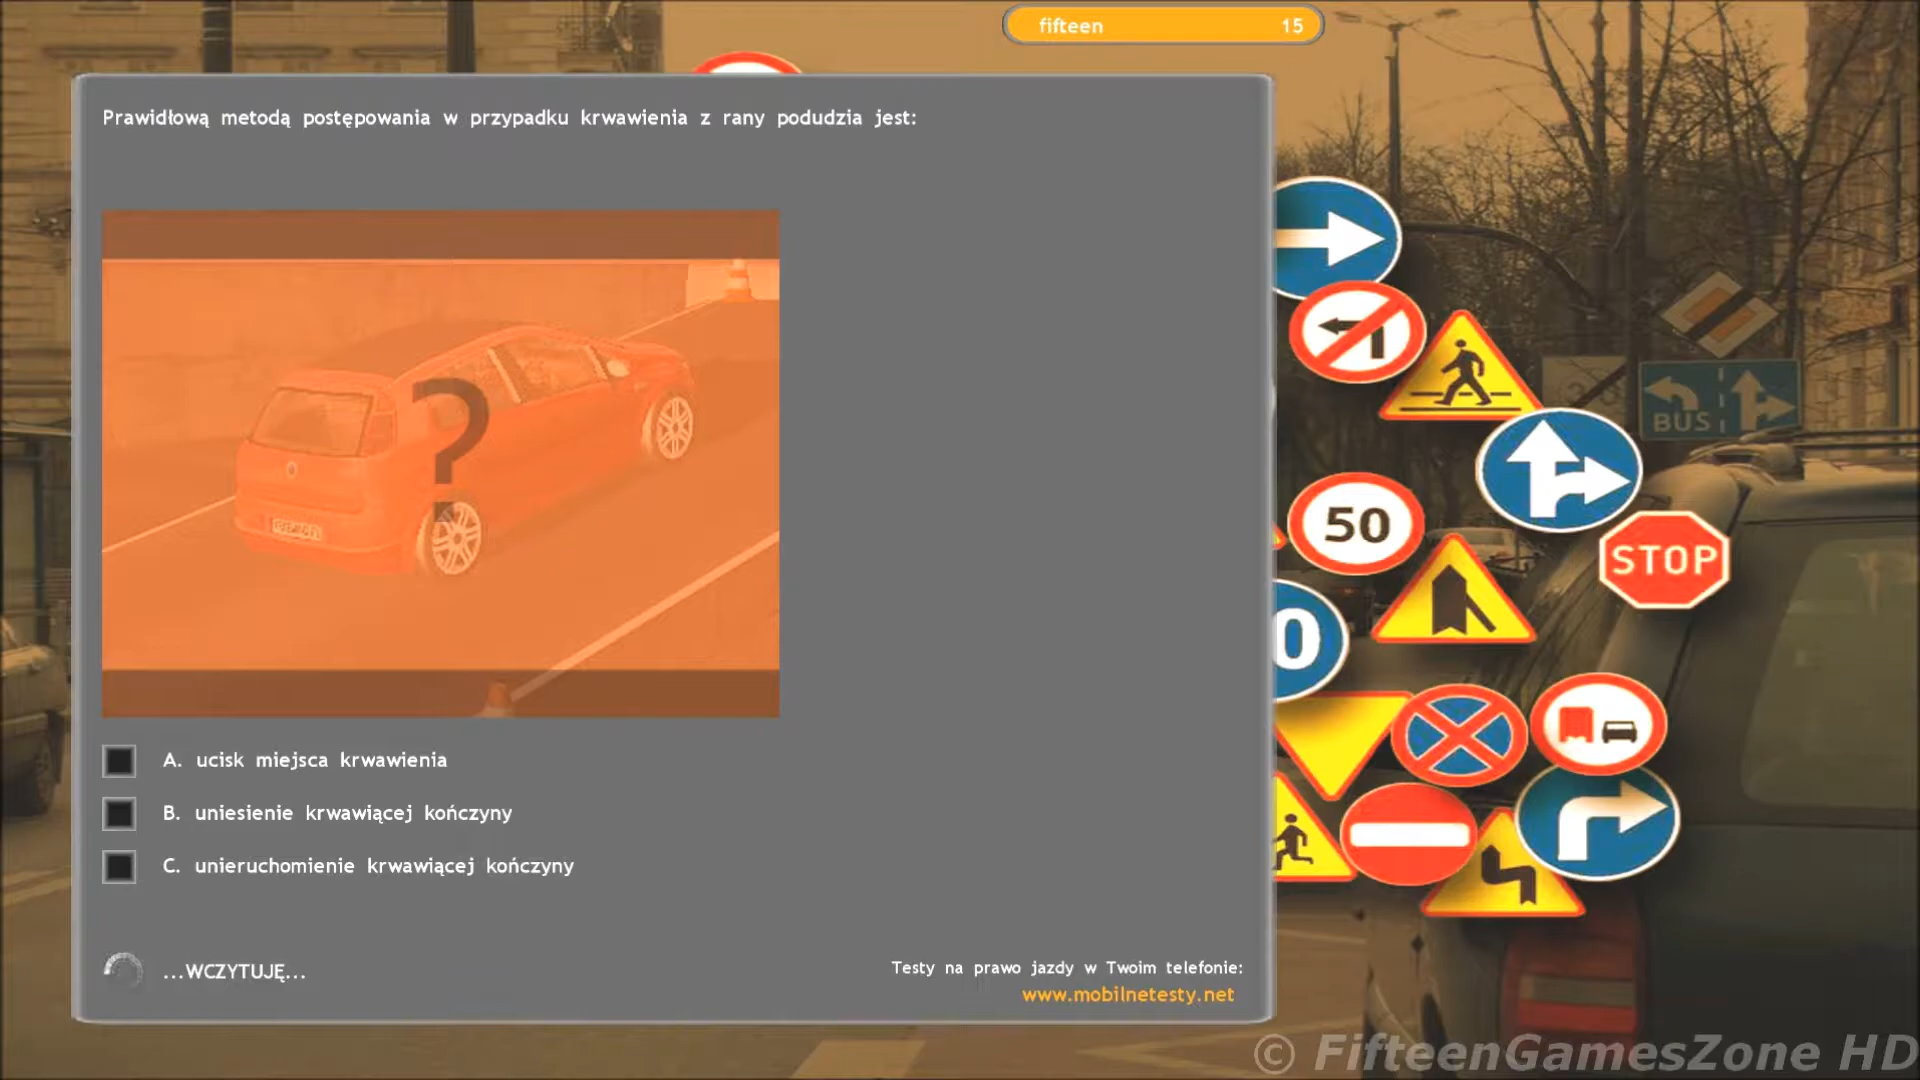 fifteen 15
Prawidłową metodą postępowania w przypadku krwawienia z rany podudzia jest:
?
A. ucisk miejsca krwawienia
B. uniesienie krwawiącej kończyny
C. unieruchomienie krwawiącej kończyny
...WCZYTUJĘ...
Testy na prawo jazdy w Twoim telefonie:
www.mobilnetesty.net
BUS
50
STOP
0
© FifteenGamesZone HD